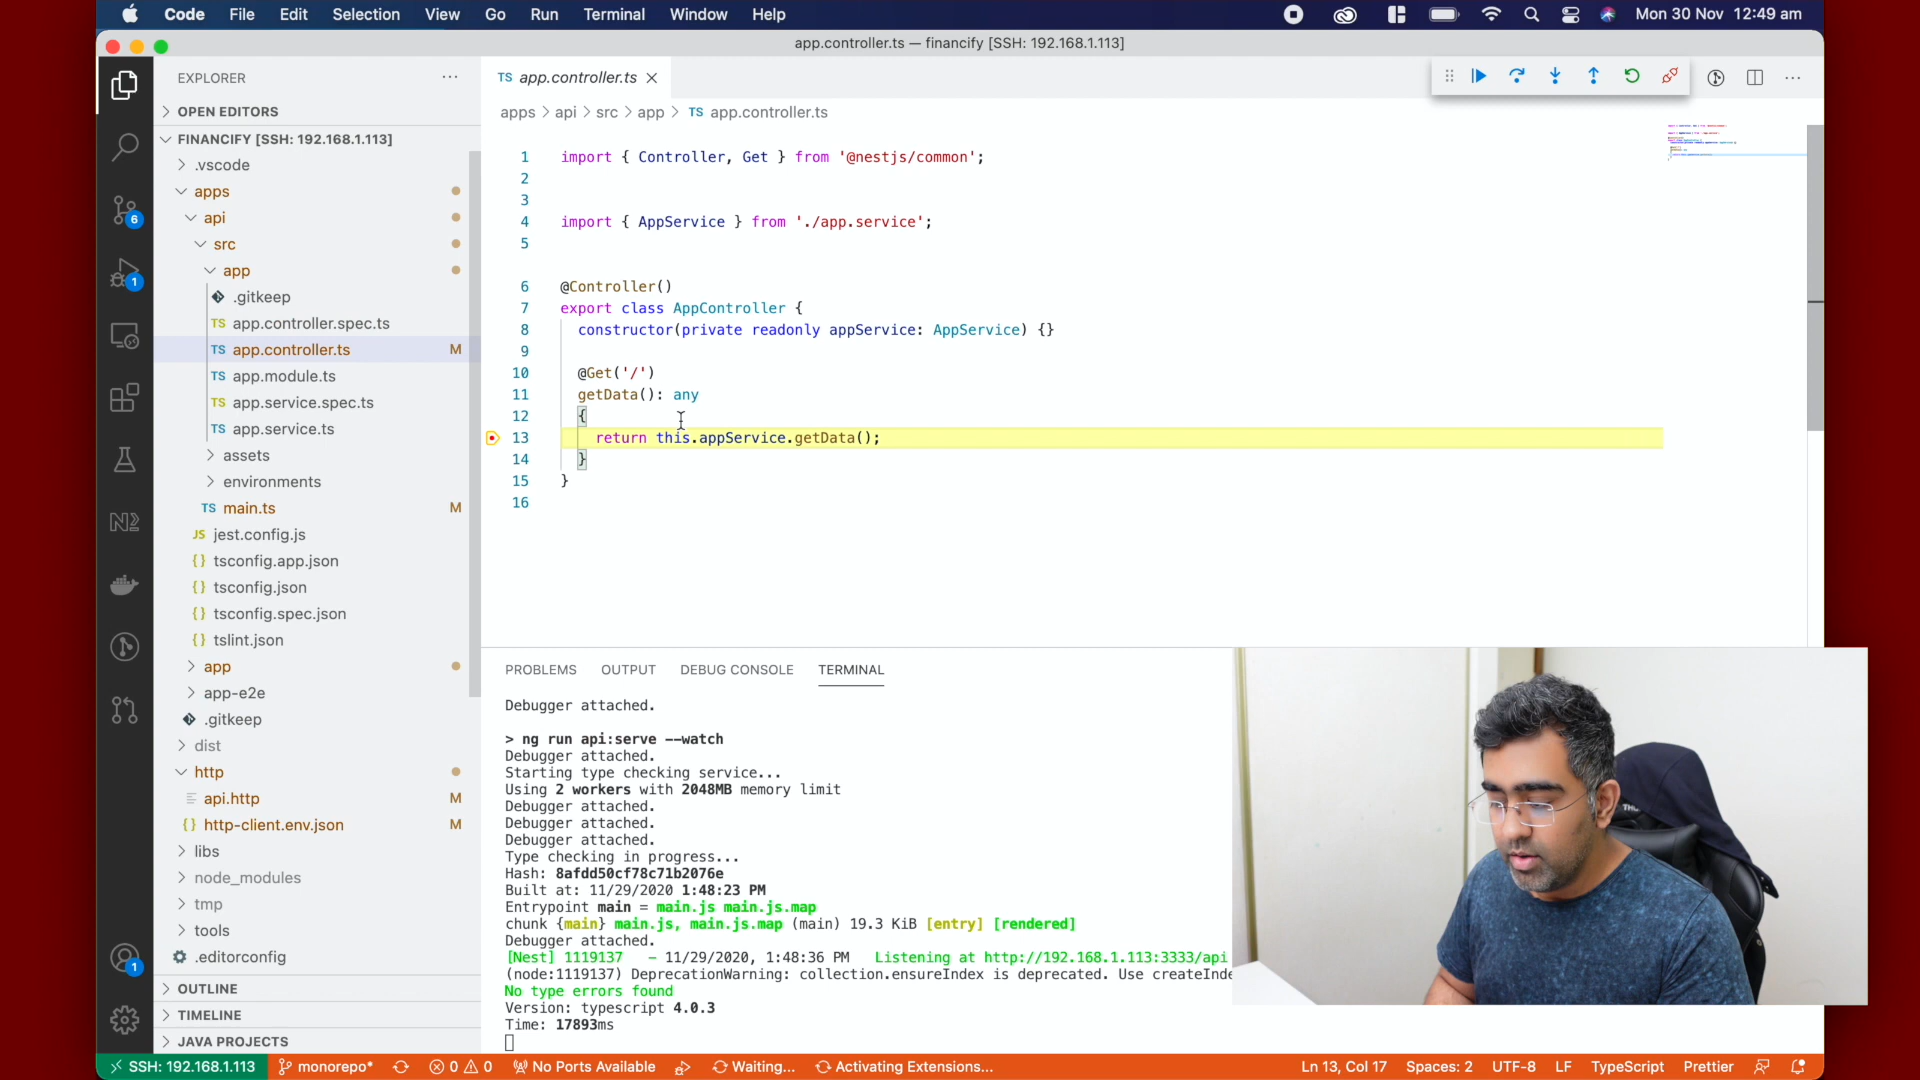 Code File Edit Selection View Go Run Terminal Window Help
Mon 30 Nov 12:49 am
app.controller.ts — financify [SSH: 192.168.1.113]
EXPLORER
OPEN EDITORS
FINANCIFY [SSH: 192.168.1.113]
.vscode
apps
api
src
app
.gitkeep
TS app.controller.spec.ts
TS app.controller.ts M
TS app.module.ts
TS app.service.spec.ts
TS app.service.ts
assets
environments
TS main.ts M
JS jest.config.js
{} tsconfig.app.json
{} tsconfig.json
{} tsconfig.spec.json
{} tslint.json
app
app-e2e
.gitkeep
dist
http
api.http M
{} http-client.env.json M
libs
node_modules
tmp
tools
.editorconfig
OUTLINE
TIMELINE
JAVA PROJECTS
6
1
1
TS app.controller.ts
apps > api > src > app > TS app.controller.ts
1 import { Controller, Get } from '@nestjs/common';
2
3
4 import { AppService } from './app.service';
5
6 @Controller()
7 export class AppController {
8 constructor(private readonly appService: AppService) {}
9
10 @Get('/')
11 getData(): any
12 {
13 return this.appService.getData();
14 }
15 }
16
PROBLEMS OUTPUT DEBUG CONSOLE TERMINAL
Debugger attached.
> ng run api:serve --watch
Debugger attached.
Starting type checking service...
Using 2 workers with 2048MB memory limit
Debugger attached.
Debugger attached.
Debugger attached.
Type checking in progress...
Hash: 8afdd50cf78c71b2076e
Built at: 11/29/2020 1:48:23 PM
Entrypoint main = main.js main.js.map
chunk {main} main.js, main.js.map (main) 19.3 KiB [entry] [rendered]
Debugger attached.
[Nest] 1119137 - 11/29/2020, 1:48:36 PM Listening at http://192.168.1.113:3333/api
(node:1119137) DeprecationWarning: collection.ensureIndex is deprecated. Use createInde
No type errors found
Version: typescript 4.0.3
Time: 17893ms
SSH: 192.168.1.113 monorepo* 0 0 No Ports Available Waiting... Activating Extensions...
Ln 13, Col 17 Spaces: 2 UTF-8 LF TypeScript Prettier